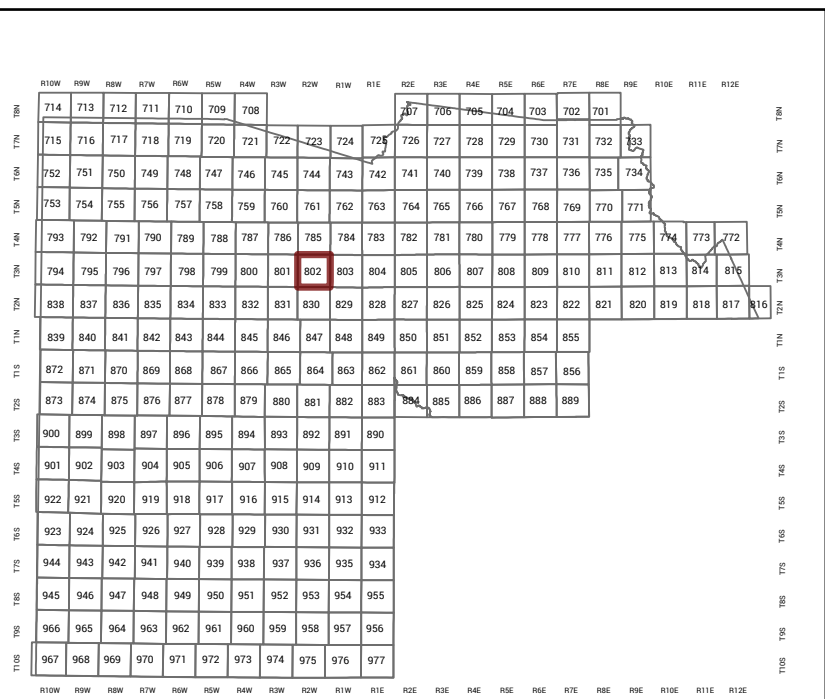 R10W R9W R8W R7W R6W R5W R4W R3W R2W R1W R1E R2E R3E R4E R5E R6E R7E R8E R9E R10E R11E R12E
T8N 714 713 712 711 710 709 708 707 706 705 704 703 702 701 T8N
T7N 715 716 717 718 719 720 721 722 723 724 725 726 727 728 729 730 731 732 733 T7N
T6N 752 751 750 749 748 747 746 745 744 743 742 741 740 739 738 737 736 735 734 T6N
T5N 753 754 755 756 757 758 759 760 761 762 763 764 765 766 767 768 769 770 771 T5N
T4N 793 792 791 790 789 788 787 786 785 784 783 782 781 780 779 778 777 776 775 774 773 772 T4N
T3N 794 795 796 797 798 799 800 801 802 803 804 805 806 807 808 809 810 811 812 813 814 815 T3N
T2N 838 837 836 835 834 833 832 831 830 829 828 827 826 825 824 823 822 821 820 819 818 817 816 T2N
T1N 839 840 841 842 843 844 845 846 847 848 849 850 851 852 853 854 855 T1N
T1S 872 871 870 869 868 867 866 865 864 863 862 861 860 859 858 857 856 T1S
T2S 873 874 875 876 877 878 879 880 881 882 883 884 885 886 887 888 889 T2S
T3S 900 899 898 897 896 895 894 893 892 891 890 T3S
T4S 901 902 903 904 905 906 907 908 909 910 911 T4S
T5S 922 921 920 919 918 917 916 915 914 913 912 T5S
T6S 923 924 925 926 927 928 929 930 931 932 933 T6S
T7S 944 943 942 941 940 939 938 937 936 935 934 T7S
T8S 945 946 947 948 949 950 951 952 953 954 955 T8S
T9S 966 965 964 963 962 961 960 959 958 957 956 T9S
T10S 967 968 969 970 971 972 973 974 975 976 977 T10S
R10W R9W R8W R7W R6W R5W R4W R3W R2W R1W R1E R2E R3E R4E R5E R6E R7E R8E R9E R10E R11E R12E